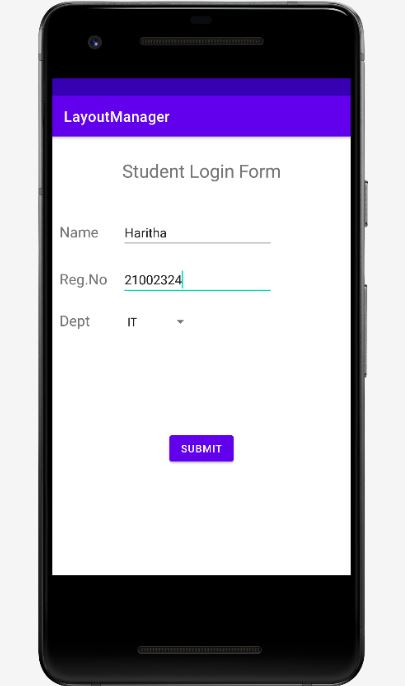 LayoutManager
Student Login Form
Name Haritha
Reg.No 21002324
Dept IT
SUBMIT